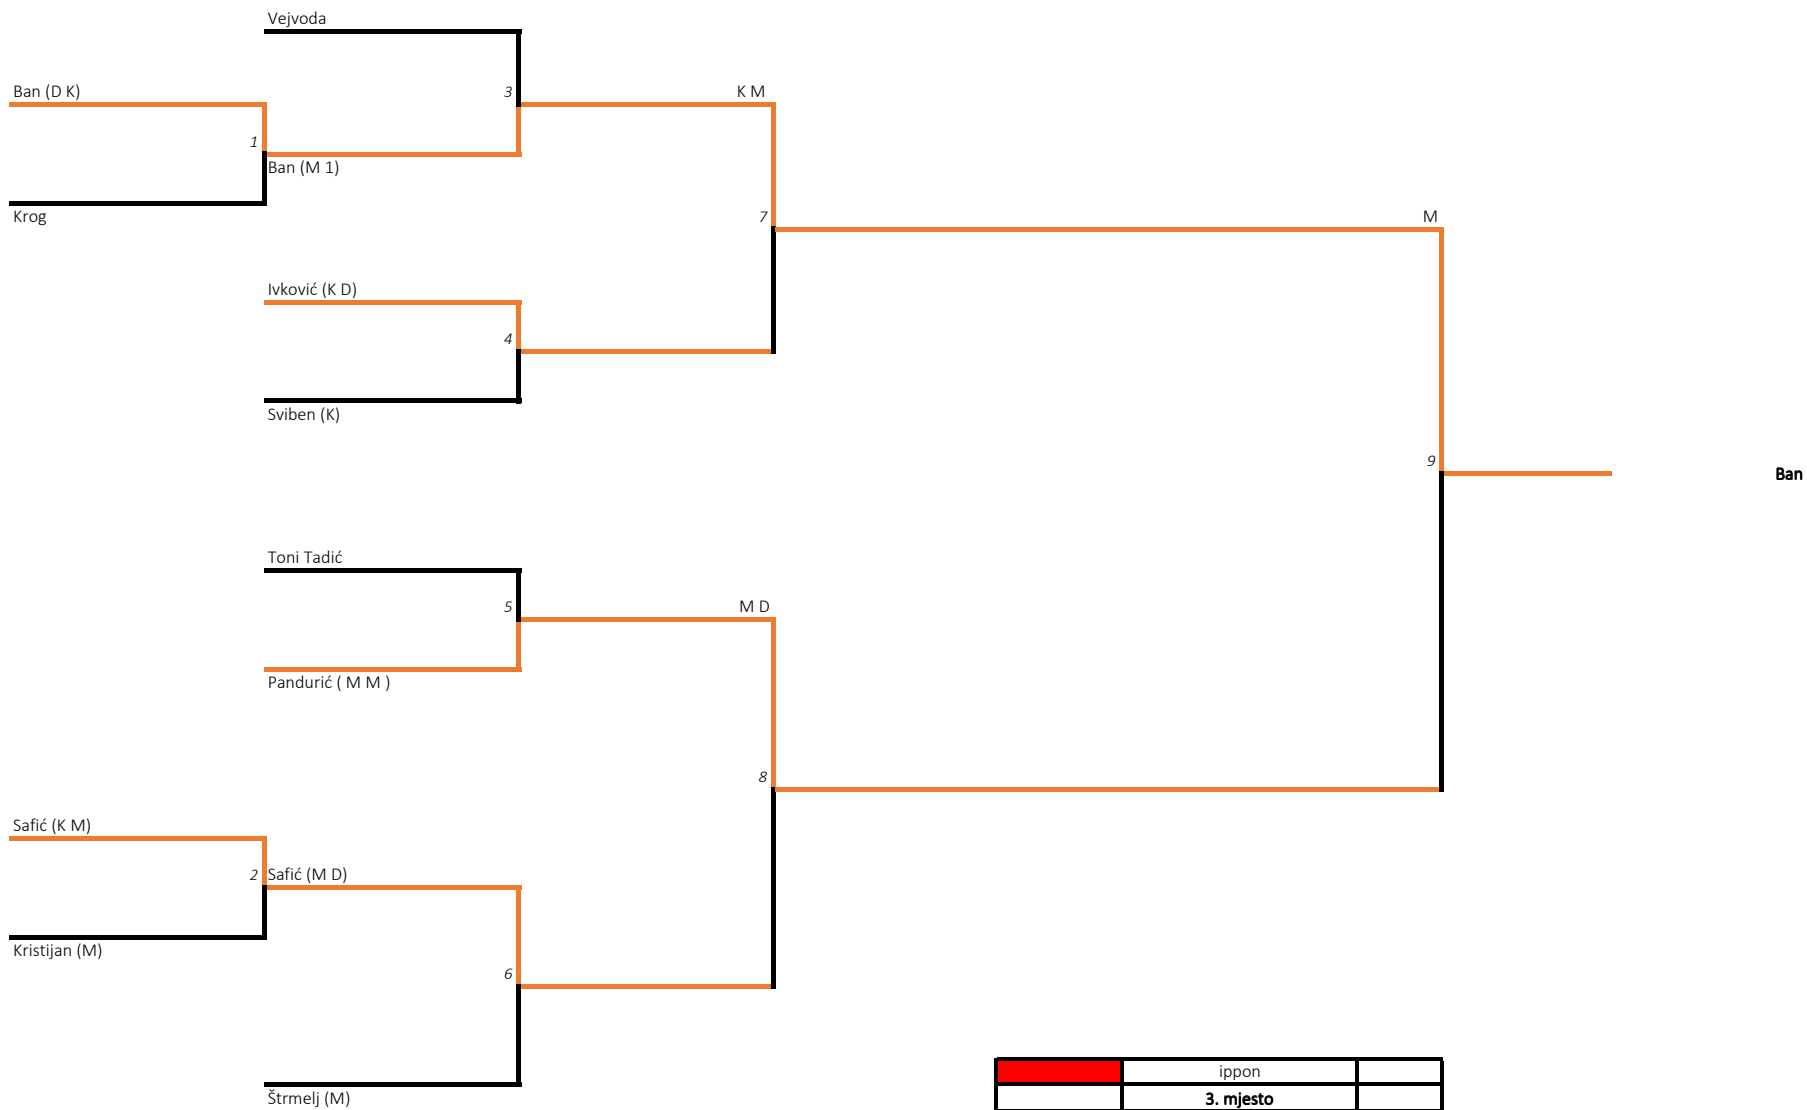 Vejvoda
Ban (D K)
3
K M
1
Ban (M 1)
Krog
7
M
Ivković (K D)
4
Sviben (K)
9
Ban
Toni Tadić
5
M D
Pandurić ( M M )
8
Safić (K M)
2
Safić (M D)
Kristijan (M)
6
Štrmelj (M)
ippon
3. mjesto